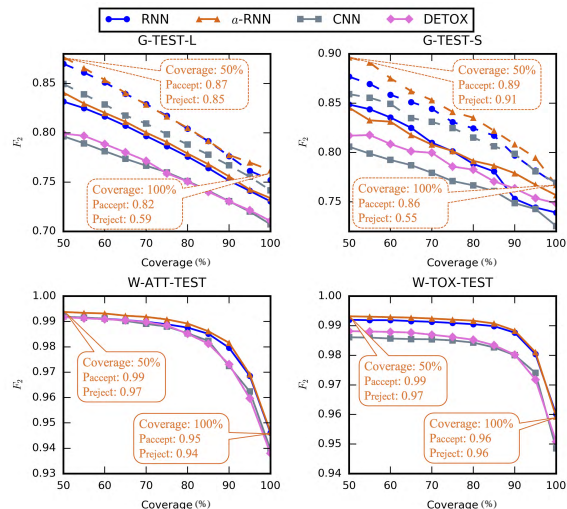 RNN a-RNN CNN DETOX
G-TEST-L
0.85
0.80
0.75
0.70
F2
50 60 70 80 90 100
Coverage (%)
Coverage: 50%
Paccept: 0.87
Preject: 0.85
Coverage: 100%
Paccept: 0.82
Preject: 0.59
G-TEST-S
0.90
0.85
0.80
0.75
F2
50 60 70 80 90 100
Coverage (%)
Coverage: 50%
Paccept: 0.89
Preject: 0.91
Coverage: 100%
Paccept: 0.86
Preject: 0.55
W-ATT-TEST
1.00
0.99
0.98
0.97
0.96
0.95
0.94
0.93
F2
50 60 70 80 90 100
Coverage (%)
Coverage: 50%
Paccept: 0.99
Preject: 0.97
Coverage: 100%
Paccept: 0.95
Preject: 0.94
W-TOX-TEST
1.00
0.99
0.98
0.97
0.96
0.95
0.94
F2
50 60 70 80 90 100
Coverage (%)
Coverage: 50%
Paccept: 0.99
Preject: 0.97
Coverage: 100%
Paccept: 0.96
Preject: 0.96